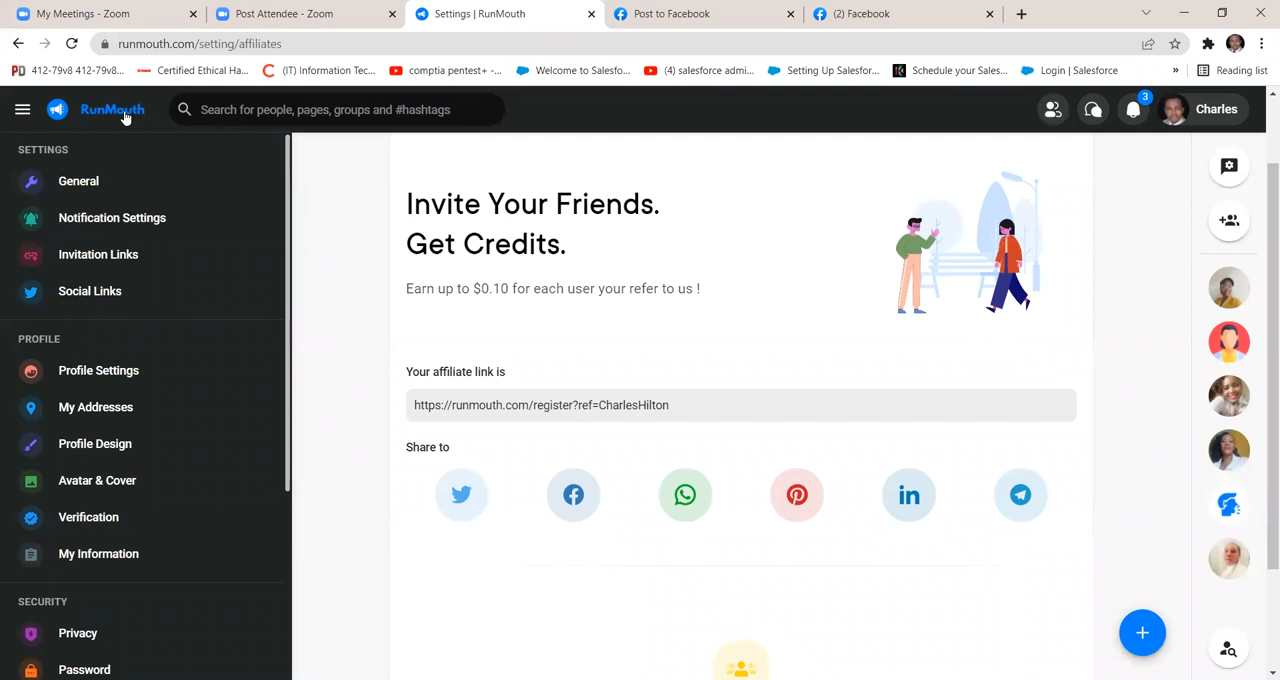 My Meetings - Zoom
Post Attendee - Zoom
Settings | RunMouth
Post to Facebook
(2) Facebook
runmouth.com/setting/affiliates
PD 412-79v8 412-79v8...
Certified Ethical Ha...
(IT) Information Tec...
comptia pentest+ -...
Welcome to Salesfo...
(4) salesforce admi...
Setting Up Salesfor...
Schedule your Sales...
Login | Salesforce
»
Reading list
RunMouth
Search for people, pages, groups and #hashtags
3
Charles
SETTINGS
General
Notification Settings
Invitation Links
Social Links
PROFILE
Profile Settings
My Addresses
Profile Design
Avatar & Cover
Verification
My Information
SECURITY
Privacy
Password
Invite Your Friends.
Get Credits.
Earn up to $0.10 for each user your refer to us !
Your affiliate link is
https://runmouth.com/register?ref=CharlesHilton
Share to